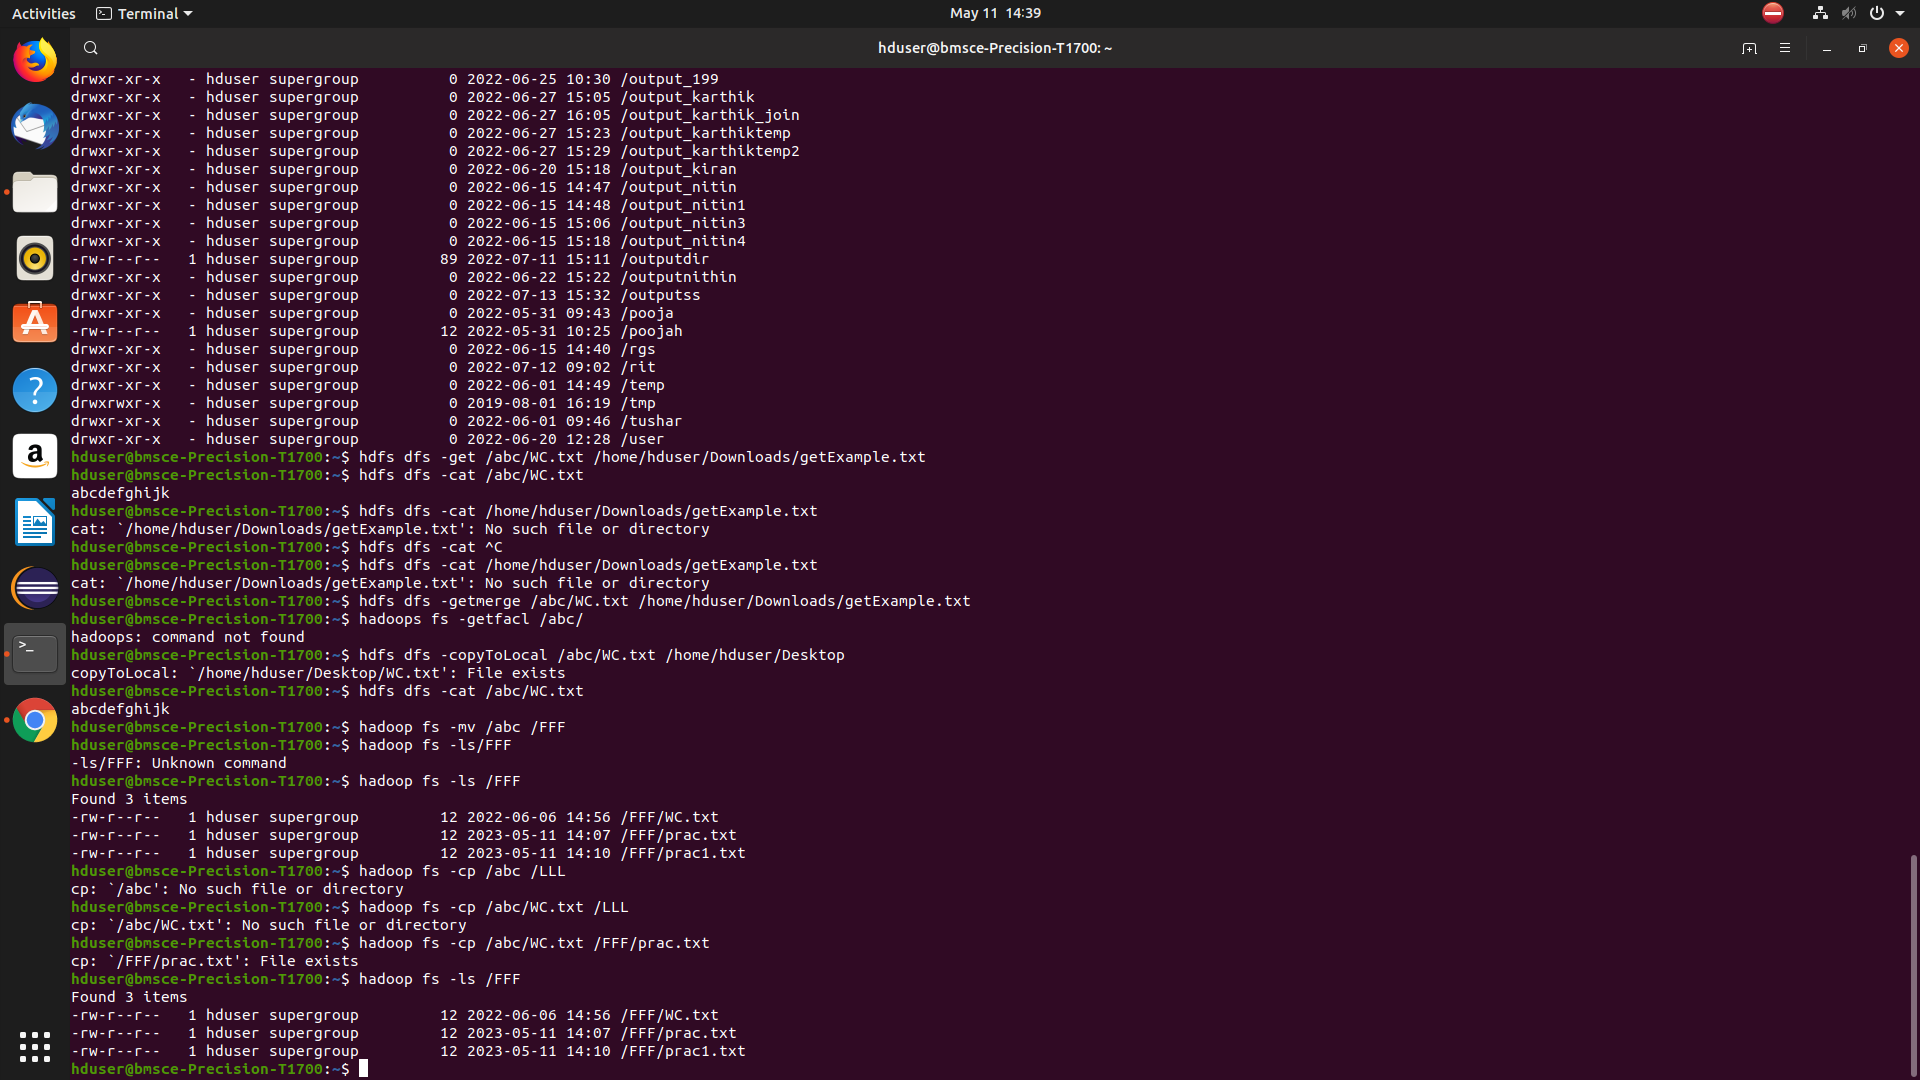 Activities Terminal May 11 14:39
hduser@bmsce-Precision-T1700: ~
drwxr-xr-x - hduser supergroup 0 2022-06-25 10:30 /output_199
drwxr-xr-x - hduser supergroup 0 2022-06-27 15:05 /output_karthik
drwxr-xr-x - hduser supergroup 0 2022-06-27 16:05 /output_karthik_join
drwxr-xr-x - hduser supergroup 0 2022-06-27 15:23 /output_karthiktemp
drwxr-xr-x - hduser supergroup 0 2022-06-27 15:29 /output_karthiktemp2
drwxr-xr-x - hduser supergroup 0 2022-06-20 15:18 /output_kiran
drwxr-xr-x - hduser supergroup 0 2022-06-15 14:47 /output_nitin
drwxr-xr-x - hduser supergroup 0 2022-06-15 14:48 /output_nitin1
drwxr-xr-x - hduser supergroup 0 2022-06-15 15:06 /output_nitin3
drwxr-xr-x - hduser supergroup 0 2022-06-15 15:18 /output_nitin4
-rw-r--r-- 1 hduser supergroup 89 2022-07-11 15:11 /outputdir
drwxr-xr-x - hduser supergroup 0 2022-06-22 15:22 /outputnithin
drwxr-xr-x - hduser supergroup 0 2022-07-13 15:32 /outputss
drwxr-xr-x - hduser supergroup 0 2022-05-31 09:43 /pooja
-rw-r--r-- 1 hduser supergroup 12 2022-05-31 10:25 /poojah
drwxr-xr-x - hduser supergroup 0 2022-06-15 14:40 /rgs
drwxr-xr-x - hduser supergroup 0 2022-07-12 09:02 /rit
drwxr-xr-x - hduser supergroup 0 2022-06-01 14:49 /temp
drwxrwxr-x - hduser supergroup 0 2019-08-01 16:19 /tmp
drwxr-xr-x - hduser supergroup 0 2022-06-01 09:46 /tushar
drwxr-xr-x - hduser supergroup 0 2022-06-20 12:28 /user
hduser@bmsce-Precision-T1700:~$ hdfs dfs -get /abc/WC.txt /home/hduser/Downloads/getExample.txt
hduser@bmsce-Precision-T1700:~$ hdfs dfs -cat /abc/WC.txt
abcdefghijk
hduser@bmsce-Precision-T1700:~$ hdfs dfs -cat /home/hduser/Downloads/getExample.txt
cat: `/home/hduser/Downloads/getExample.txt': No such file or directory
hduser@bmsce-Precision-T1700:~$ hdfs dfs -cat ^C
hduser@bmsce-Precision-T1700:~$ hdfs dfs -cat /home/hduser/Downloads/getExample.txt
cat: `/home/hduser/Downloads/getExample.txt': No such file or directory
hduser@bmsce-Precision-T1700:~$ hdfs dfs -getmerge /abc/WC.txt /home/hduser/Downloads/getExample.txt
hduser@bmsce-Precision-T1700:~$ hadoops fs -getfacl /abc/
hadoops: command not found
hduser@bmsce-Precision-T1700:~$ hdfs dfs -copyToLocal /abc/WC.txt /home/hduser/Desktop
copyToLocal: `/home/hduser/Desktop/WC.txt': File exists
hduser@bmsce-Precision-T1700:~$ hdfs dfs -cat /abc/WC.txt
abcdefghijk
hduser@bmsce-Precision-T1700:~$ hadoop fs -mv /abc /FFF
hduser@bmsce-Precision-T1700:~$ hadoop fs -ls/FFF
-ls/FFF: Unknown command
hduser@bmsce-Precision-T1700:~$ hadoop fs -ls /FFF
Found 3 items
-rw-r--r-- 1 hduser supergroup 12 2022-06-06 14:56 /FFF/WC.txt
-rw-r--r-- 1 hduser supergroup 12 2023-05-11 14:07 /FFF/prac.txt
-rw-r--r-- 1 hduser supergroup 12 2023-05-11 14:10 /FFF/prac1.txt
hduser@bmsce-Precision-T1700:~$ hadoop fs -cp /abc /LLL
cp: `/abc': No such file or directory
hduser@bmsce-Precision-T1700:~$ hadoop fs -cp /abc/WC.txt /LLL
cp: `/abc/WC.txt': No such file or directory
hduser@bmsce-Precision-T1700:~$ hadoop fs -cp /abc/WC.txt /FFF/prac.txt
cp: `/FFF/prac.txt': File exists
hduser@bmsce-Precision-T1700:~$ hadoop fs -ls /FFF
Found 3 items
-rw-r--r-- 1 hduser supergroup 12 2022-06-06 14:56 /FFF/WC.txt
-rw-r--r-- 1 hduser supergroup 12 2023-05-11 14:07 /FFF/prac.txt
-rw-r--r-- 1 hduser supergroup 12 2023-05-11 14:10 /FFF/prac1.txt
hduser@bmsce-Precision-T1700:~$